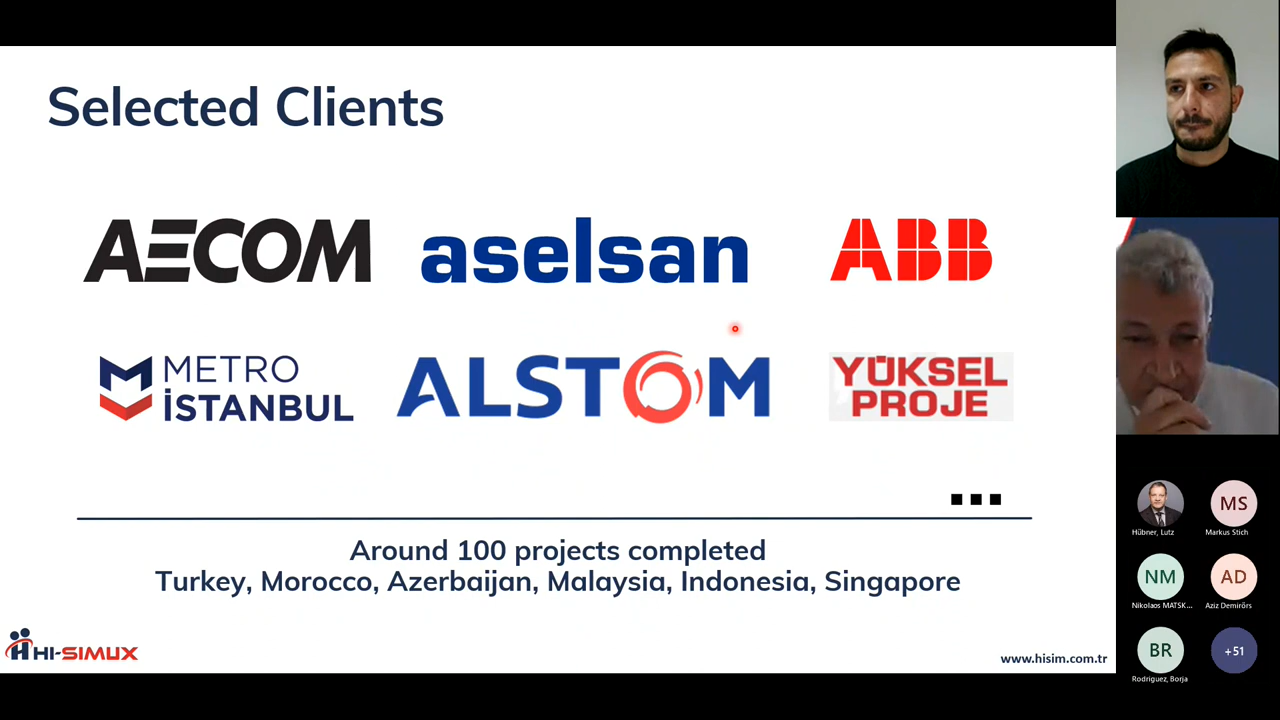 Selected Clients
AECOM
aselsan
ABB
METRO
İSTANBUL
ALSTOM
YÜKSEL
PROJE
...
Around 100 projects completed
Turkey, Morocco, Azerbaijan, Malaysia, Indonesia, Singapore
HI-SIMUX
www.hisim.com.tr
MS
Hübner, Lutz
Markus Stich
NM
AD
Nikolaos MATSK...
Aziz Demirörs
BR
+51
Rodriguez, Borja